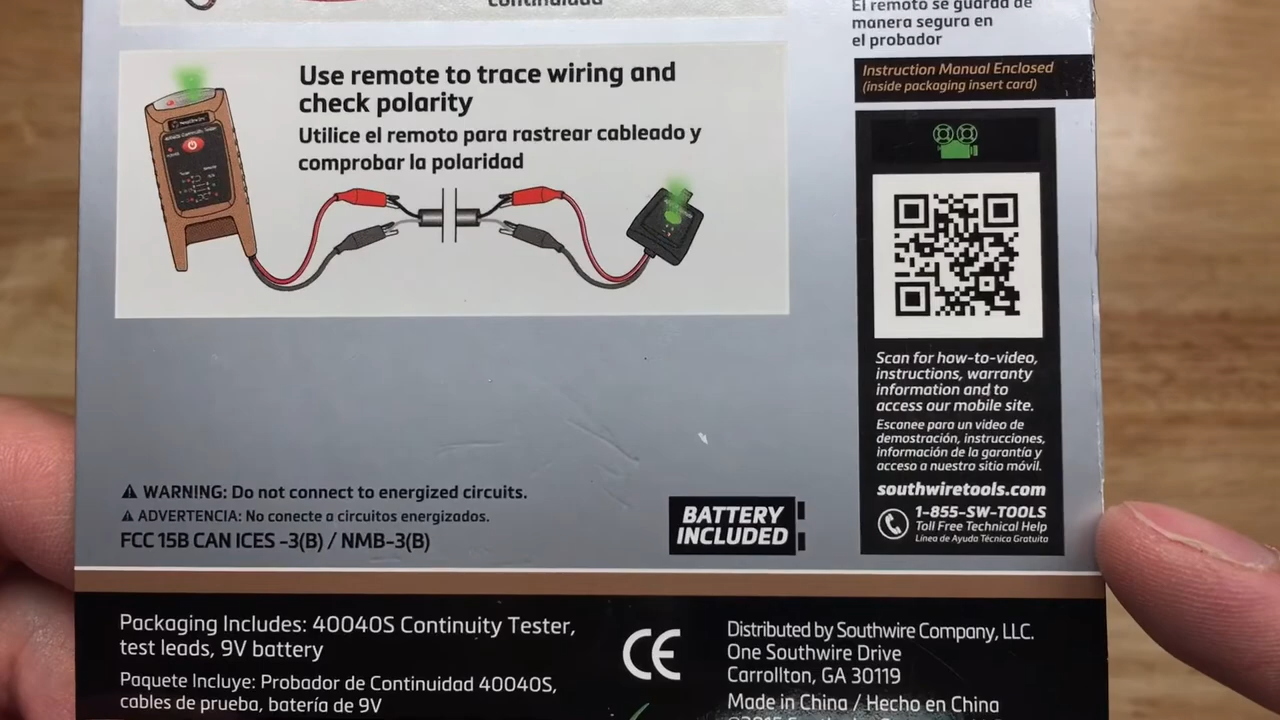 continuidad
El remoto se guarda de
manera segura en
el probador
Instruction Manual Enclosed
(inside packaging insert card)
Use remote to trace wiring and
check polarity
Utilice el remoto para rastrear cableado y
comprobar la polaridad
Scan for how-to-video,
instructions, warranty
information and to
access our mobile site.
Escanee para un video de
demostración, instrucciones,
información de la garantía y
acceso a nuestro sitio móvil.
southwiretools.com
1-855-SW-TOOLS
Toll Free Technical Help
Línea de Ayuda Técnica Gratuita
⚠ WARNING: Do not connect to energized circuits.
⚠ ADVERTENCIA: No conecte a circuitos energizados.
FCC 15B CAN ICES -3(B) / NMB-3(B)
BATTERY
INCLUDED
Packaging Includes: 40040S Continuity Tester,
test leads, 9V battery
Paquete Incluye: Probador de Continuidad 40040S,
cables de prueba, batería de 9V
CE
Distributed by Southwire Company, LLC.
One Southwire Drive
Carrollton, GA 30119
Made in China / Hecho en China